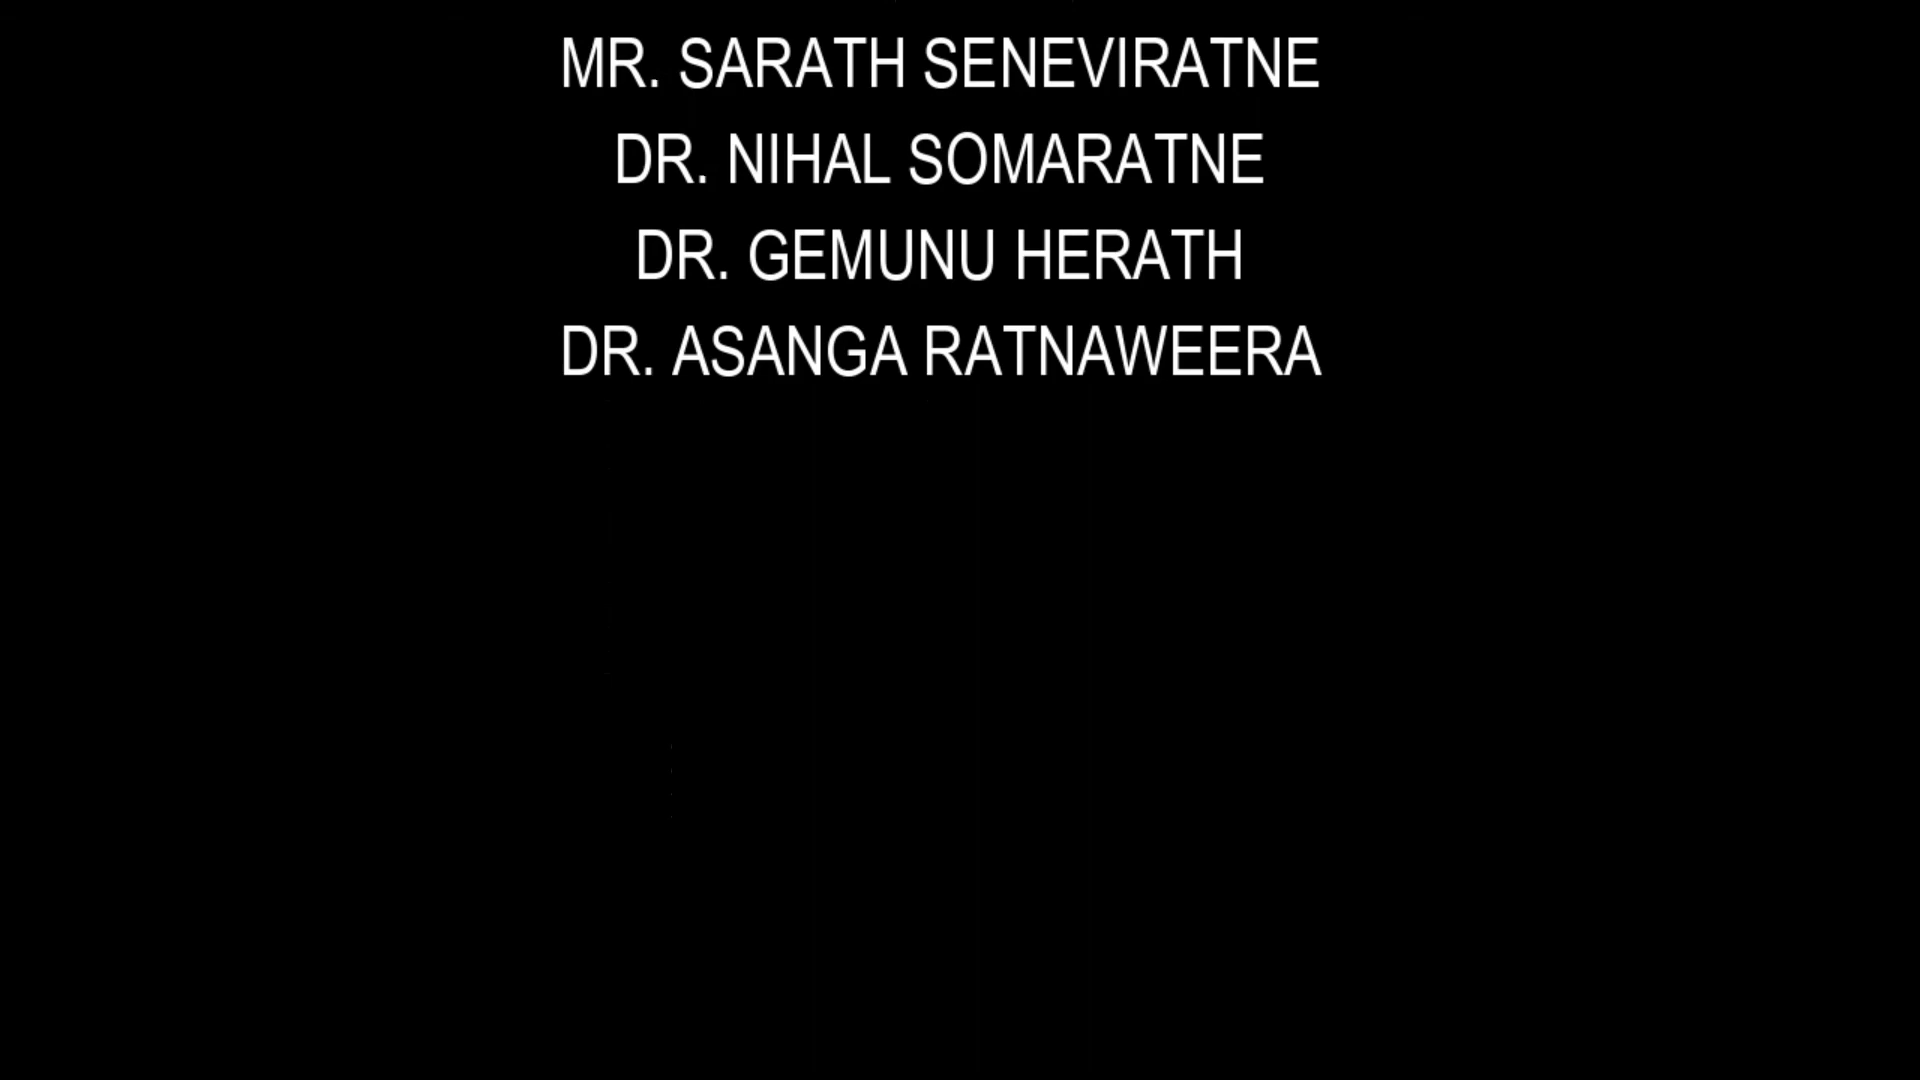 MR. SARATH SENEVIRATNE
DR. NIHAL SOMARATNE
DR. GEMUNU HERATH
DR. ASANGA RATNAWEERA